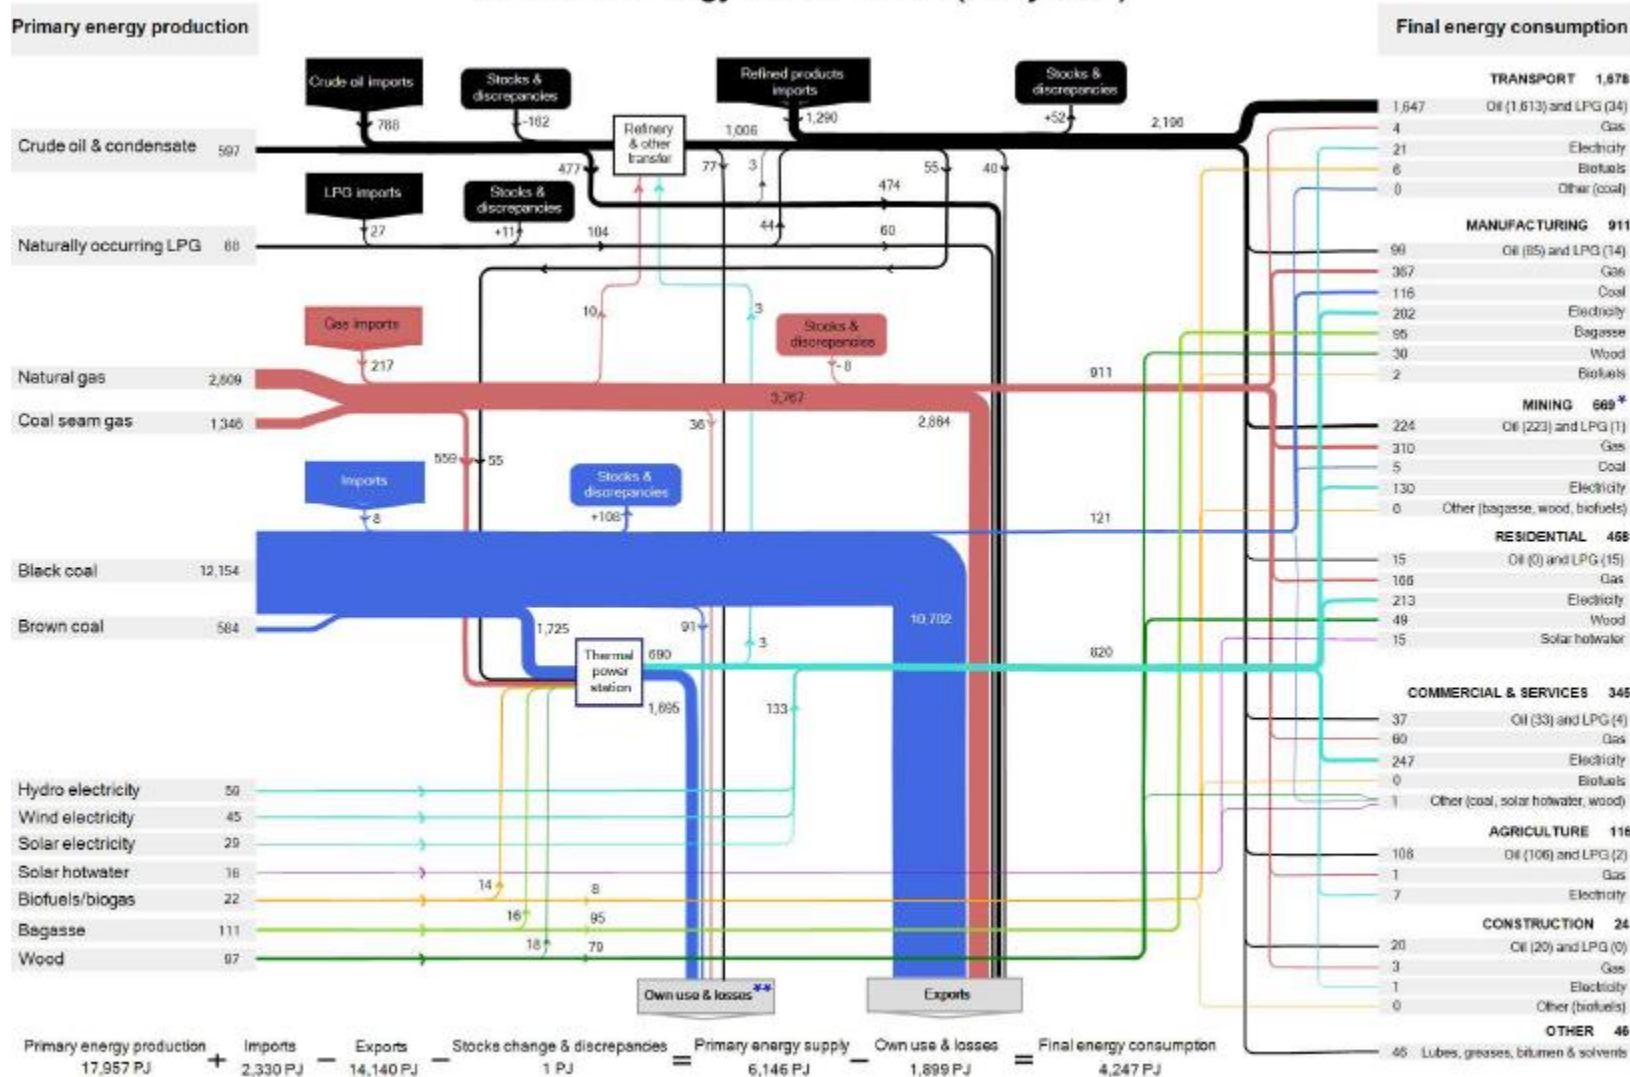 Primary energy production
Final energy consumption
Crude oil imports
Stocks & discrepancies
Refined products imports
Stocks & discrepancies
788
-162
Refinery & other transfer
1,006
1,290
+52
2,196
Crude oil & condensate 597
477
77
3
55
40
LPG imports
Stocks & discrepancies
474
27
+11
104
44
60
Naturally occurring LPG 88
10
3
Gas imports
Stocks & discrepancies
217
-8
Natural gas 2,809
3,767
911
Coal seam gas 1,346
36
2,884
559
55
Imports
Stocks & discrepancies
8
+108
121
Black coal 12,154
10,702
Brown coal 584
1,725
91
3
Thermal power station
690
820
1,695
133
Hydro electricity 59
Wind electricity 45
Solar electricity 29
Solar hotwater 16
Biofuels/biogas 22
14
8
Bagasse 111
16
95
Wood 97
18
79
Own use & losses**
Exports
TRANSPORT 1,678
1,647 Oil (1,613) and LPG (34)
4 Gas
21 Electricity
6 Biofuels
0 Other (coal)
MANUFACTURING 911
99 Oil (85) and LPG (14)
367 Gas
116 Coal
202 Electricity
95 Bagasse
30 Wood
2 Biofuels
MINING 669*
224 Oil (223) and LPG (1)
310 Gas
5 Coal
130 Electricity
0 Other (bagasse, wood, biofuels)
RESIDENTIAL 458
15 Oil (0) and LPG (15)
166 Gas
213 Electricity
49 Wood
15 Solar hotwater
COMMERCIAL & SERVICES 345
37 Oil (33) and LPG (4)
60 Gas
247 Electricity
0 Biofuels
1 Other (coal, solar hotwater, wood)
AGRICULTURE 116
108 Oil (106) and LPG (2)
1 Gas
7 Electricity
CONSTRUCTION 24
20 Oil (20) and LPG (0)
3 Gas
1 Electricity
0 Other (biofuels)
OTHER 46
46 Lubes, greases, bitumen & solvents
Primary energy production + Imports − Exports − Stocks change & discrepancies = Primary energy supply − Own use & losses = Final energy consumption
17,957 PJ 2,330 PJ 14,140 PJ 1 PJ 6,146 PJ 1,899 PJ 4,247 PJ